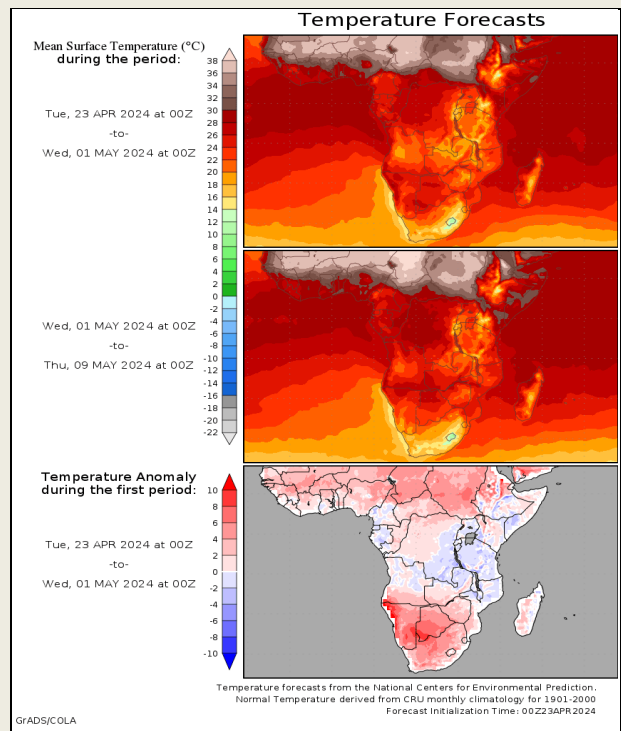 Temperature Forecasts
Mean Surface Temperature (°C)
during the period:
38
36
34
32
30
28
26
24
22
20
18
16
14
12
10
8
6
4
2
0
-2
-4
-6
-8
-10
-12
-14
-16
-18
-20
-22
Tue, 23 APR 2024 at 00Z
-to-
Wed, 01 MAY 2024 at 00Z
Wed, 01 MAY 2024 at 00Z
-to-
Thu, 09 MAY 2024 at 00Z
Temperature Anomaly
during the first period:
10
8
6
4
2
0
-2
-4
-6
-8
-10
Tue, 23 APR 2024 at 00Z
-to-
Wed, 01 MAY 2024 at 00Z
Temperature forecasts from the National Centers for Environmental Prediction.
Normal Temperature derived from CRU monthly climatology for 1901-2000
Forecast Initialization Time: 00Z23APR2024
GrADS/COLA